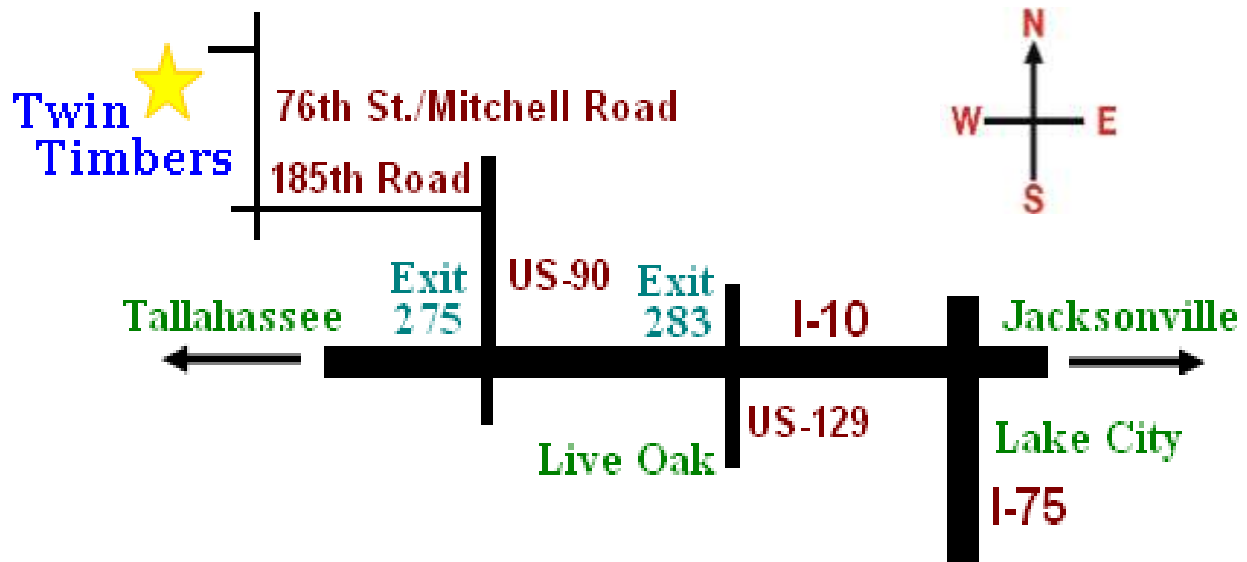 N
W
E
S
Twin
Timbers
76th St./Mitchell Road
185th Road
Exit
275
US-90
Exit
283
I-10
Tallahassee
Jacksonville
US-129
Live Oak
Lake City
I-75